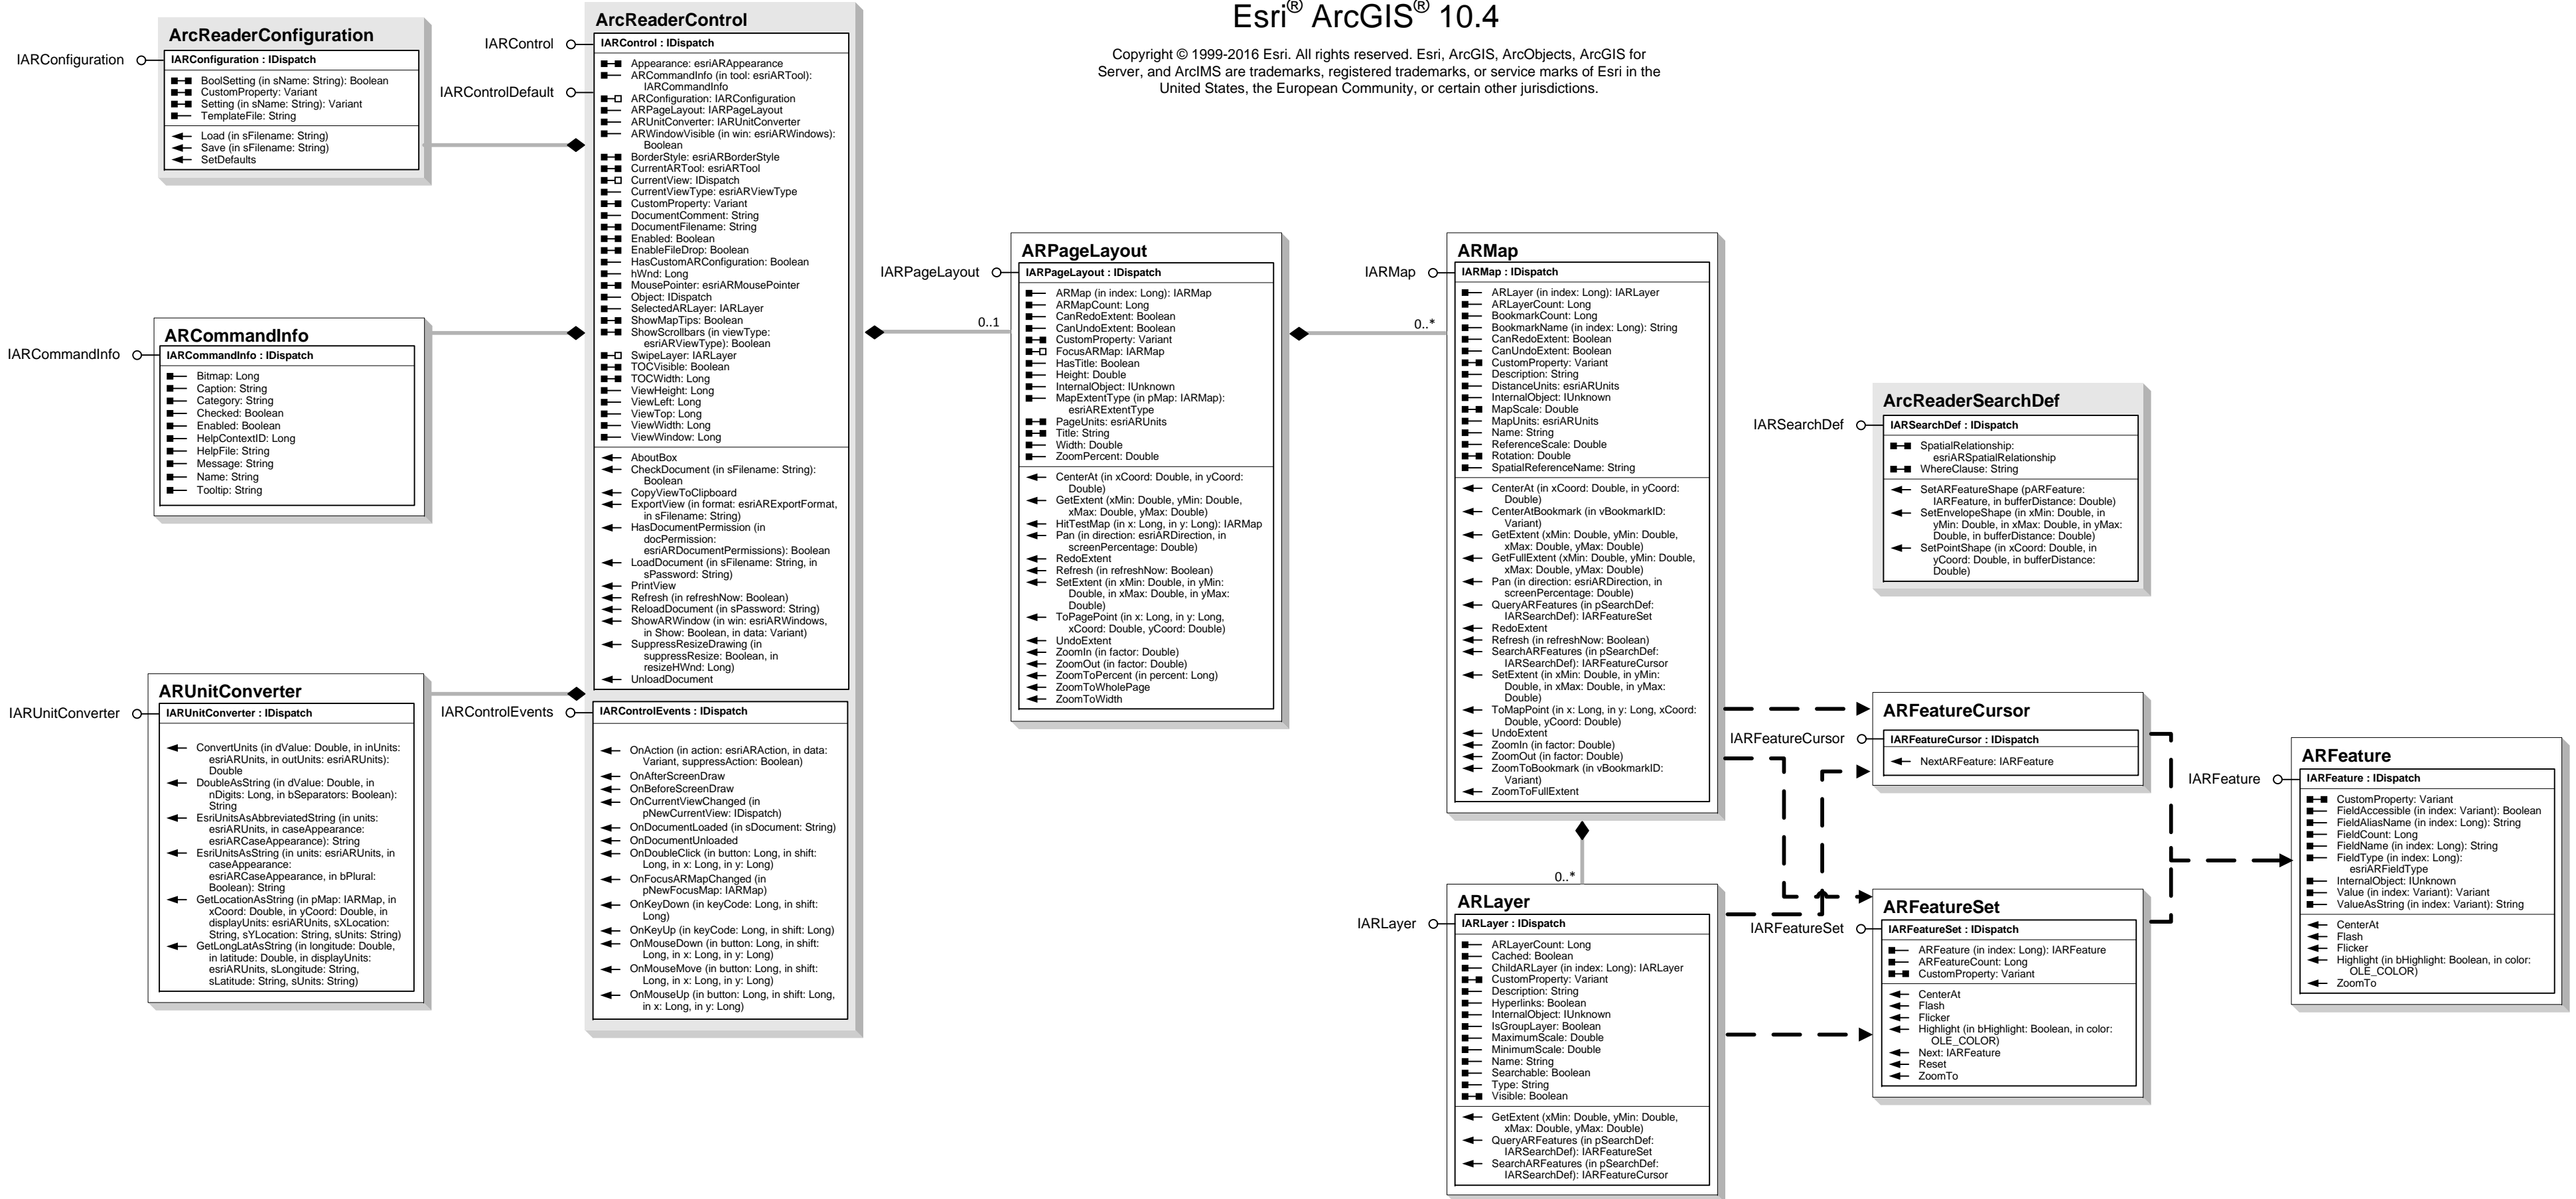 Esri® ArcGIS® 10.4
Copyright © 1999-2016 Esri. All rights reserved. Esri, ArcGIS, ArcObjects, ArcGIS for
Server, and ArcIMS are trademarks, registered trademarks, or service marks of Esri in the
United States, the European Community, or certain other jurisdictions.
ArcReaderConfiguration
IARConfiguration
IARConfiguration : IDispatch
BoolSetting (in sName: String): Boolean
CustomProperty: Variant
Setting (in sName: String): Variant
TemplateFile: String
Load (in sFilename: String)
Save (in sFilename: String)
SetDefaults
ARCommandInfo
IARCommandInfo
IARCommandInfo : IDispatch
Bitmap: Long
Caption: String
Category: String
Checked: Boolean
Enabled: Boolean
HelpContextID: Long
HelpFile: String
Message: String
Name: String
Tooltip: String
ARUnitConverter
IARUnitConverter
IARUnitConverter : IDispatch
ConvertUnits (in dValue: Double, in inUnits:
esriARUnits, in outUnits: esriARUnits):
Double
DoubleAsString (in dValue: Double, in
nDigits: Long, in bSeparators: Boolean):
String
EsriUnitsAsAbbreviatedString (in units:
esriARUnits, in caseAppearance:
esriARCaseAppearance): String
EsriUnitsAsString (in units: esriARUnits, in
caseAppearance:
esriARCaseAppearance, in bPlural:
Boolean): String
GetLocationAsString (in pMap: IARMap, in
xCoord: Double, in yCoord: Double, in
displayUnits: esriARUnits, sXLocation:
String, sYLocation: String, sUnits: String)
GetLongLatAsString (in longitude: Double,
in latitude: Double, in displayUnits:
esriARUnits, sLongitude: String,
sLatitude: String, sUnits: String)
ArcReaderControl
IARControl
IARControlDefault
IARControl : IDispatch
Appearance: esriARAppearance
ARCommandInfo (in tool: esriARTool):
IARCommandInfo
ARConfiguration: IARConfiguration
ARPageLayout: IARPageLayout
ARUnitConverter: IARUnitConverter
ARWindowVisible (in win: esriARWindows):
Boolean
BorderStyle: esriARBorderStyle
CurrentARTool: esriARTool
CurrentView: IDispatch
CurrentViewType: esriARViewType
CustomProperty: Variant
DocumentComment: String
DocumentFilename: String
Enabled: Boolean
EnableFileDrop: Boolean
HasCustomARConfiguration: Boolean
hWnd: Long
MousePointer: esriARMousePointer
Object: IDispatch
SelectedARLayer: IARLayer
ShowMapTips: Boolean
ShowScrollbars (in viewType:
esriARViewType): Boolean
SwipeLayer: IARLayer
TOCVisible: Boolean
TOCWidth: Long
ViewHeight: Long
ViewLeft: Long
ViewTop: Long
ViewWidth: Long
ViewWindow: Long
AboutBox
CheckDocument (in sFilename: String):
Boolean
CopyViewToClipboard
ExportView (in format: esriARExportFormat,
in sFilename: String)
HasDocumentPermission (in
docPermission:
esriARDocumentPermissions): Boolean
LoadDocument (in sFilename: String, in
sPassword: String)
PrintView
Refresh (in refreshNow: Boolean)
ReloadDocument (in sPassword: String)
ShowARWindow (in win: esriARWindows,
in Show: Boolean, in data: Variant)
SuppressResizeDrawing (in
suppressResize: Boolean, in
resizeHWnd: Long)
UnloadDocument
IARControlEvents
IARControlEvents : IDispatch
OnAction (in action: esriARAction, in data:
Variant, suppressAction: Boolean)
OnAfterScreenDraw
OnBeforeScreenDraw
OnCurrentViewChanged (in
pNewCurrentView: IDispatch)
OnDocumentLoaded (in sDocument: String)
OnDocumentUnloaded
OnDoubleClick (in button: Long, in shift:
Long, in x: Long, in y: Long)
OnFocusARMapChanged (in
pNewFocusMap: IARMap)
OnKeyDown (in keyCode: Long, in shift:
Long)
OnKeyUp (in keyCode: Long, in shift: Long)
OnMouseDown (in button: Long, in shift:
Long, in x: Long, in y: Long)
OnMouseMove (in button: Long, in shift:
Long, in x: Long, in y: Long)
OnMouseUp (in button: Long, in shift: Long,
in x: Long, in y: Long)
0..1
ARPageLayout
IARPageLayout
IARPageLayout : IDispatch
ARMap (in index: Long): IARMap
ARMapCount: Long
CanRedoExtent: Boolean
CanUndoExtent: Boolean
CustomProperty: Variant
FocusARMap: IARMap
HasTitle: Boolean
Height: Double
InternalObject: IUnknown
MapExtentType (in pMap: IARMap):
esriARExtentType
PageUnits: esriARUnits
Title: String
Width: Double
ZoomPercent: Double
CenterAt (in xCoord: Double, in yCoord:
Double)
GetExtent (xMin: Double, yMin: Double,
xMax: Double, yMax: Double)
HitTestMap (in x: Long, in y: Long): IARMap
Pan (in direction: esriARDirection, in
screenPercentage: Double)
RedoExtent
Refresh (in refreshNow: Boolean)
SetExtent (in xMin: Double, in yMin:
Double, in xMax: Double, in yMax:
Double)
ToPagePoint (in x: Long, in y: Long,
xCoord: Double, yCoord: Double)
UndoExtent
ZoomIn (in factor: Double)
ZoomOut (in factor: Double)
ZoomToPercent (in percent: Long)
ZoomToWholePage
ZoomToWidth
0..*
ARMap
IARMap
IARMap : IDispatch
ARLayer (in index: Long): IARLayer
ARLayerCount: Long
BookmarkCount: Long
BookmarkName (in index: Long): String
CanRedoExtent: Boolean
CanUndoExtent: Boolean
CustomProperty: Variant
Description: String
DistanceUnits: esriARUnits
InternalObject: IUnknown
MapScale: Double
MapUnits: esriARUnits
Name: String
ReferenceScale: Double
Rotation: Double
SpatialReferenceName: String
CenterAt (in xCoord: Double, in yCoord:
Double)
CenterAtBookmark (in vBookmarkID:
Variant)
GetExtent (xMin: Double, yMin: Double,
xMax: Double, yMax: Double)
GetFullExtent (xMin: Double, yMin: Double,
xMax: Double, yMax: Double)
Pan (in direction: esriARDirection, in
screenPercentage: Double)
QueryARFeatures (in pSearchDef:
IARSearchDef): IARFeatureSet
RedoExtent
Refresh (in refreshNow: Boolean)
SearchARFeatures (in pSearchDef:
IARSearchDef): IARFeatureCursor
SetExtent (in xMin: Double, in yMin:
Double, in xMax: Double, in yMax:
Double)
ToMapPoint (in x: Long, in y: Long, xCoord:
Double, yCoord: Double)
UndoExtent
ZoomIn (in factor: Double)
ZoomOut (in factor: Double)
ZoomToBookmark (in vBookmarkID:
Variant)
ZoomToFullExtent
0..*
ARLayer
IARLayer
IARLayer : IDispatch
ARLayerCount: Long
Cached: Boolean
ChildARLayer (in index: Long): IARLayer
CustomProperty: Variant
Description: String
Hyperlinks: Boolean
InternalObject: IUnknown
IsGroupLayer: Boolean
MaximumScale: Double
MinimumScale: Double
Name: String
Searchable: Boolean
Type: String
Visible: Boolean
GetExtent (xMin: Double, yMin: Double,
xMax: Double, yMax: Double)
QueryARFeatures (in pSearchDef:
IARSearchDef): IARFeatureSet
SearchARFeatures (in pSearchDef:
IARSearchDef): IARFeatureCursor
ArcReaderSearchDef
IARSearchDef
IARSearchDef : IDispatch
SpatialRelationship:
esriARSpatialRelationship
WhereClause: String
SetARFeatureShape (pARFeature:
IARFeature, in bufferDistance: Double)
SetEnvelopeShape (in xMin: Double, in
yMin: Double, in xMax: Double, in yMax:
Double, in bufferDistance: Double)
SetPointShape (in xCoord: Double, in
yCoord: Double, in bufferDistance:
Double)
ARFeatureCursor
IARFeatureCursor
IARFeatureCursor : IDispatch
NextARFeature: IARFeature
ARFeatureSet
IARFeatureSet
IARFeatureSet : IDispatch
ARFeature (in index: Long): IARFeature
ARFeatureCount: Long
CustomProperty: Variant
CenterAt
Flash
Flicker
Highlight (in bHighlight: Boolean, in color:
OLE_COLOR)
Next: IARFeature
Reset
ZoomTo
ARFeature
IARFeature
IARFeature : IDispatch
CustomProperty: Variant
FieldAccessible (in index: Variant): Boolean
FieldAliasName (in index: Long): String
FieldCount: Long
FieldName (in index: Long): String
FieldType (in index: Long):
esriARFieldType
InternalObject: IUnknown
Value (in index: Variant): Variant
ValueAsString (in index: Variant): String
CenterAt
Flash
Flicker
Highlight (in bHighlight: Boolean, in color:
OLE_COLOR)
ZoomTo